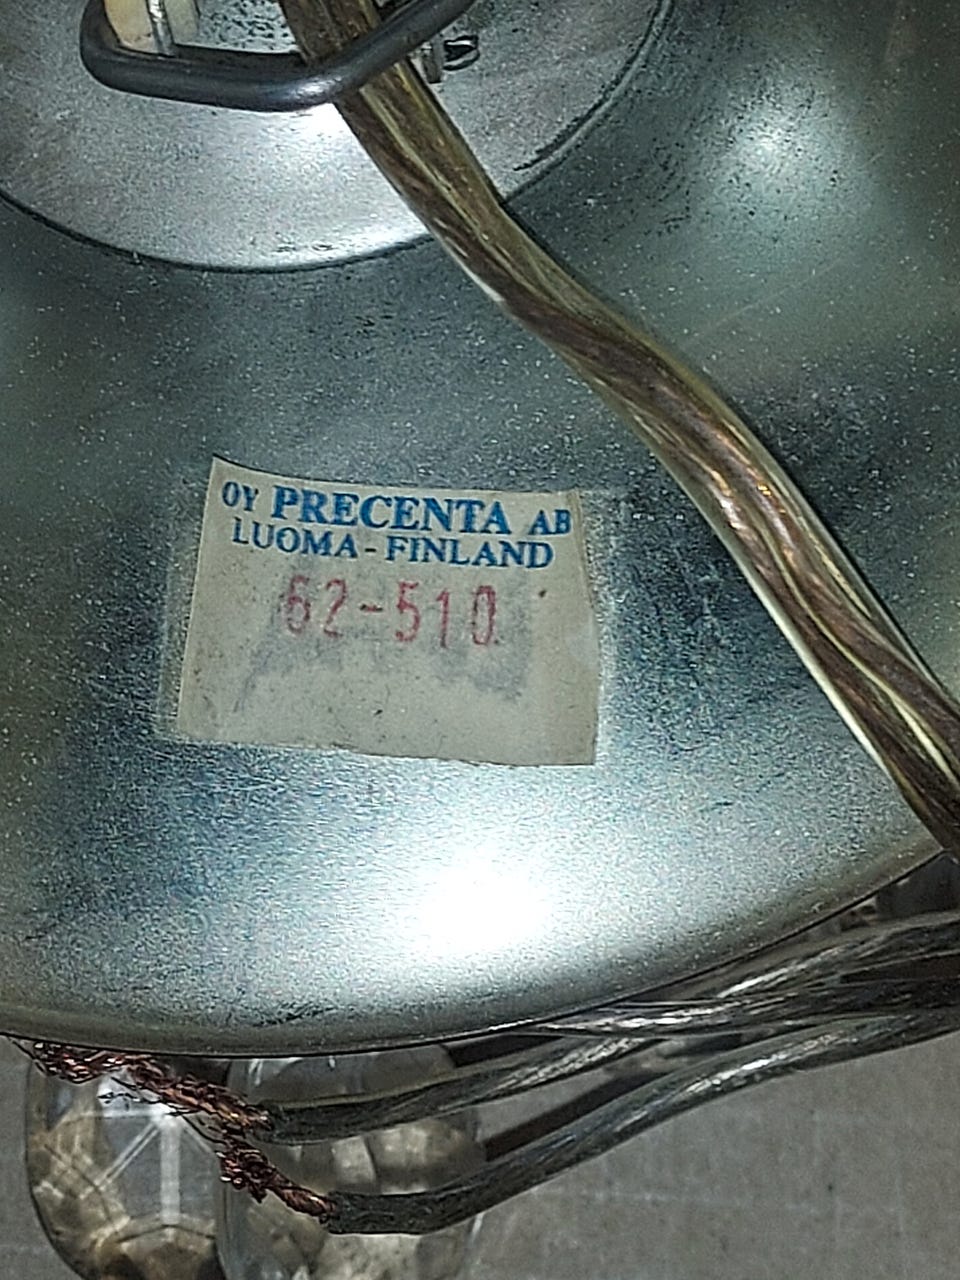 OY PRECENTA AB
LUOMA-FINLAND
62-510